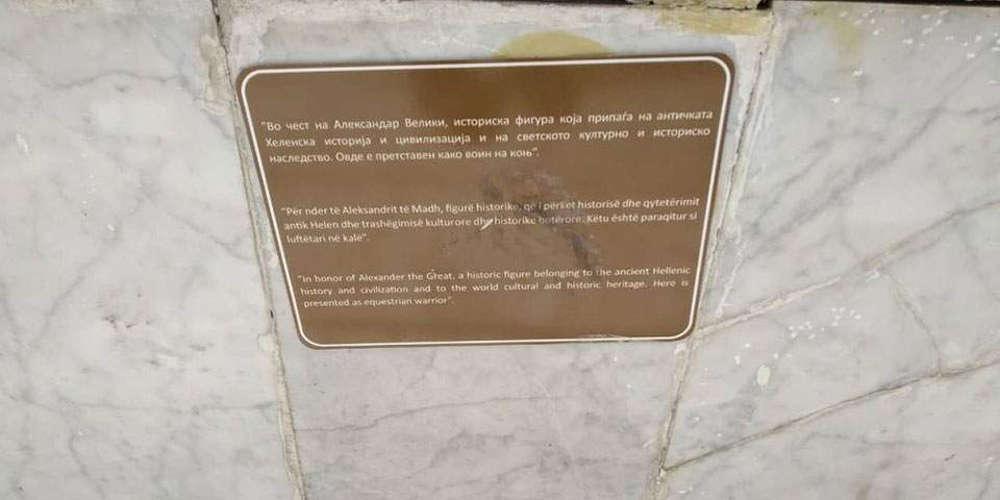 "Во чест на Александар Велики, историска фигура која припаѓа на античката
Хеленска историја и цивилизација и на светското културно и историско
наследство. Овде е претставен како воин на коњ".
"Për nder të Aleksandrit të Madh, figurë historike, që i përket historisë dhe qytetërimit
antik Helen dhe trashëgimisë kulturore dhe historike botërore. Këtu është paraqitur si
luftëtari në kalë".
"In honor of Alexander the Great, a historic figure belonging to the ancient Hellenic
history and civilization and to the world cultural and historic heritage. Here is
presented as equestrian warrior".